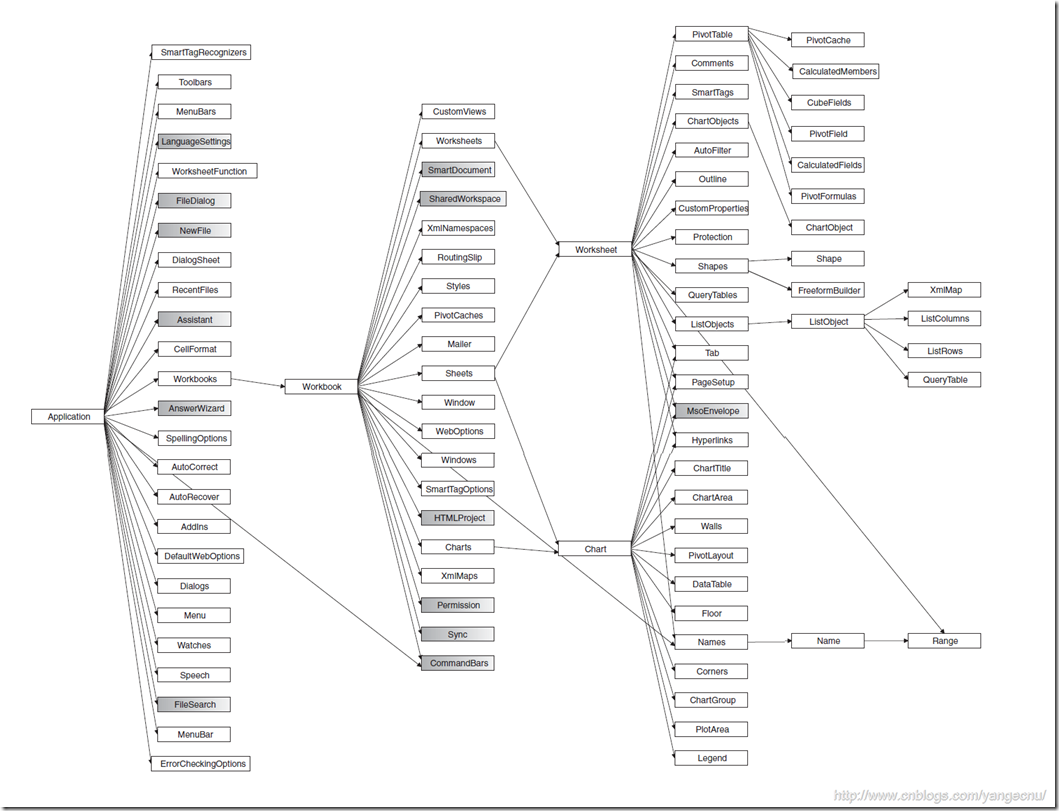 Application
SmartTagRecognizers
Toolbars
MenuBars
LanguageSettings
WorksheetFunction
FileDialog
NewFile
DialogSheet
RecentFiles
Assistant
CellFormat
Workbooks
AnswerWizard
SpellingOptions
AutoCorrect
AutoRecover
AddIns
DefaultWebOptions
Dialogs
Menu
Watches
Speech
FileSearch
MenuBar
ErrorCheckingOptions
Workbook
CustomViews
Worksheets
SmartDocument
SharedWorkspace
XmlNamespaces
RoutingSlip
Styles
PivotCaches
Mailer
Sheets
Window
WebOptions
Windows
SmartTagOptions
HTMLProject
Charts
XmlMaps
Permission
Sync
CommandBars
Worksheet
Chart
PivotTable
Comments
SmartTags
ChartObjects
AutoFilter
Outline
CustomProperties
Protection
Shapes
QueryTables
ListObjects
Tab
PageSetup
MsoEnvelope
Hyperlinks
ChartTitle
ChartArea
Walls
PivotLayout
DataTable
Floor
Names
Corners
ChartGroup
PlotArea
Legend
PivotCache
CalculatedMembers
CubeFields
PivotField
CalculatedFields
PivotFormulas
ChartObject
Shape
FreeformBuilder
ListObject
Name
XmlMap
ListColumns
ListRows
QueryTable
Range
http://www.cnblogs.com/yangecnu/